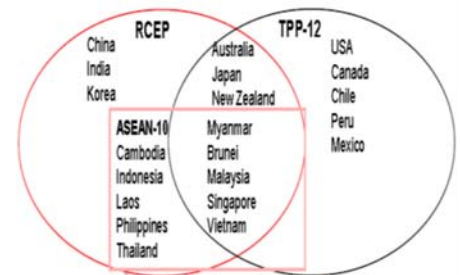 RCEP
TPP-12
China
India
Korea
Australia
Japan
New Zealand
USA
Canada
Chile
Peru
Mexico
ASEAN-10
Cambodia
Indonesia
Laos
Philippines
Thailand
Myanmar
Brunei
Malaysia
Singapore
Vietnam